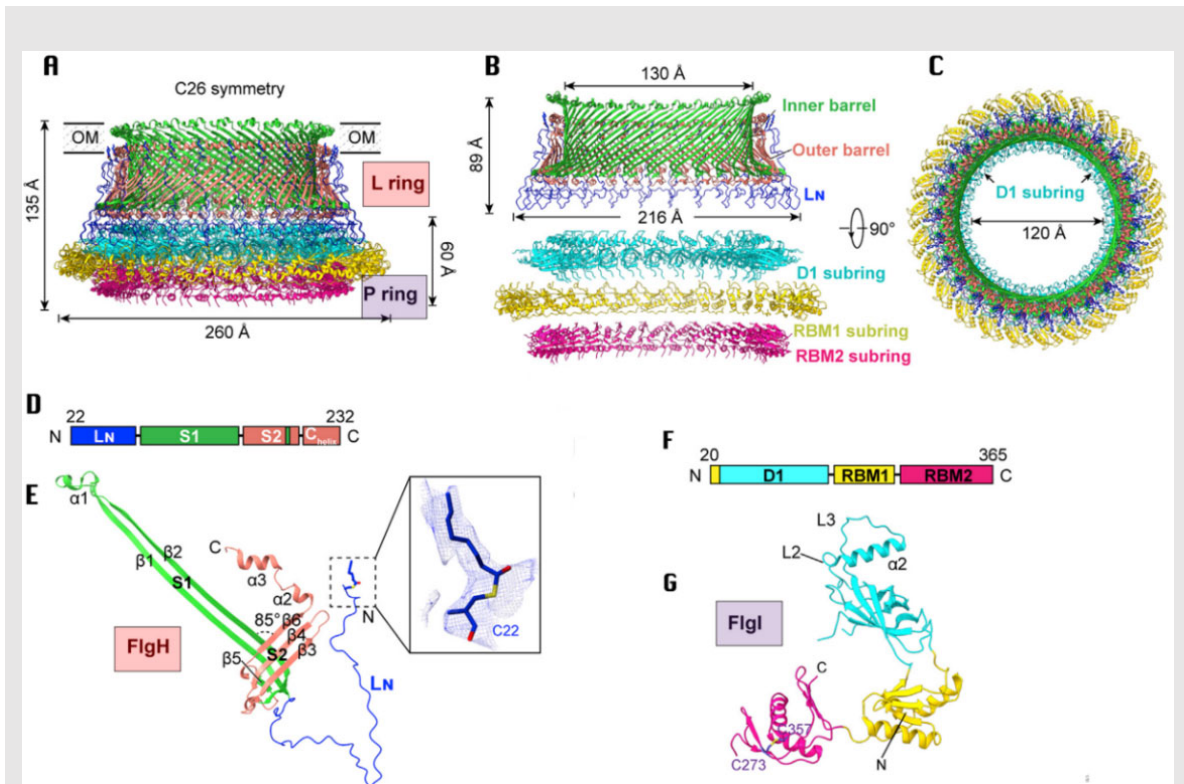 A
C26 symmetry
OM
OM
135 Å
L ring
60 Å
P ring
260 Å
B
130 Å
89 Å
Inner barrel
Outer barrel
LN
216 Å
D1 subring
RBM1 subring
RBM2 subring
90°
C
D1 subring
120 Å
D
22
232
N
LN
S1
S2
Chelix
C
E
α1
β1
β2
S1
C
α3
α2
85°
β6
β4
β3
S2
β5
FlgH
N
LN
C22
F
20
365
N
D1
RBM1
RBM2
C
G
L3
L2
α2
FlgI
C
C357
C273
N